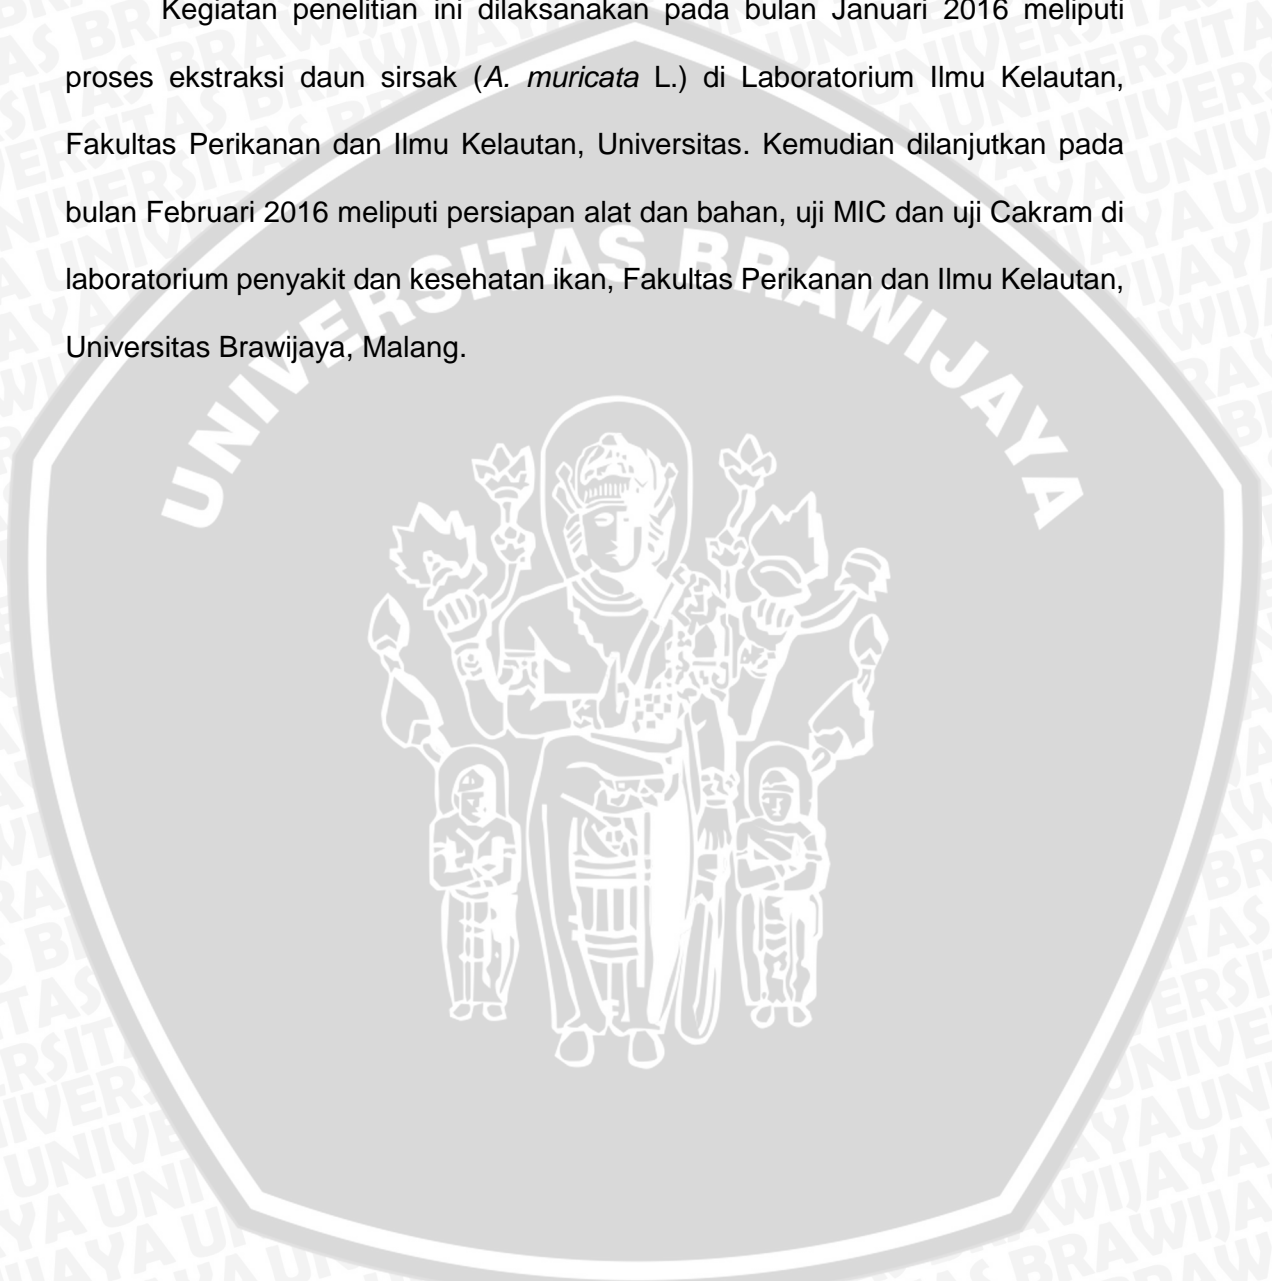 Kegiatan penelitian ini dilaksanakan pada bulan Januari 2016 meliputi
proses ekstraksi daun sirsak (A. muricata L.) di Laboratorium Ilmu Kelautan,
Fakultas Perikanan dan Ilmu Kelautan, Universitas. Kemudian dilanjutkan pada
bulan Februari 2016 meliputi persiapan alat dan bahan, uji MIC dan uji Cakram di
laboratorium penyakit dan kesehatan ikan, Fakultas Perikanan dan Ilmu Kelautan,
Universitas Brawijaya, Malang.
UNIVERSITAS BRAWIJAYA